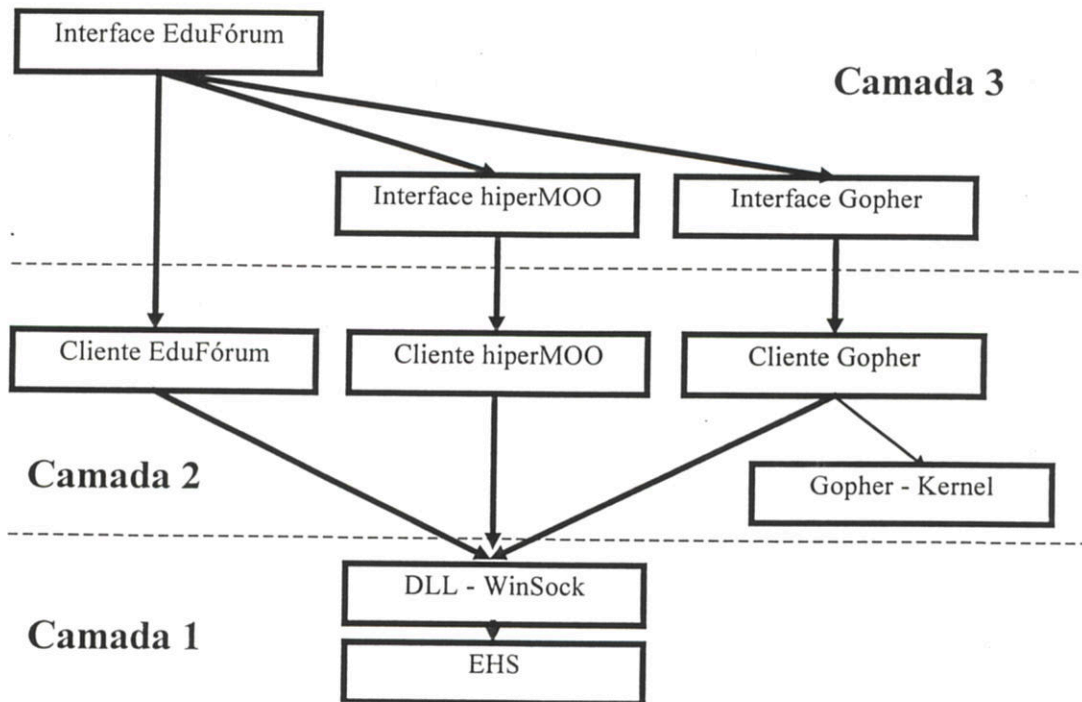 Interface EduFórum
Camada 3
Interface hiperMOO
Interface Gopher
Cliente EduFórum
Cliente hiperMOO
Cliente Gopher
Camada 2
Gopher - Kernel
DLL - WinSock
Camada 1
EHS